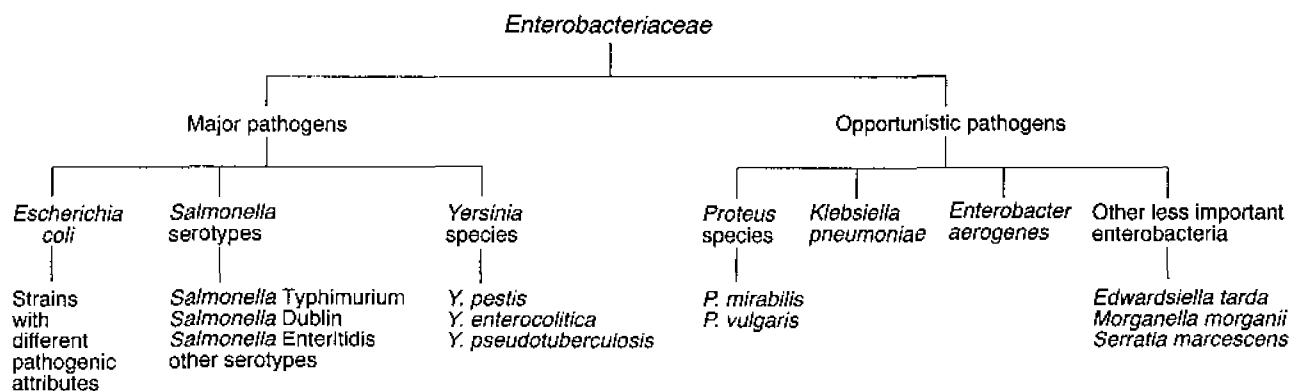 Enterobacteriaceae
Major pathogens
Opportunistic pathogens
Escherichia
coli
Salmonella
serotypes
Yersinia
species
Proteus
species
Klebsiella
pneumoniae
Enterobacter
aerogenes
Other less important
enterobacteria
Strains
with
different
pathogenic
attributes
Salmonella Typhimurium
Salmonella Dublin
Salmonella Enteritidis
other serotypes
Y. pestis
Y. enterocolitica
Y. pseudotuberculosis
P. mirabilis
P. vulgaris
Edwardsiella tarda
Morganella morganii
Serratia marcescens